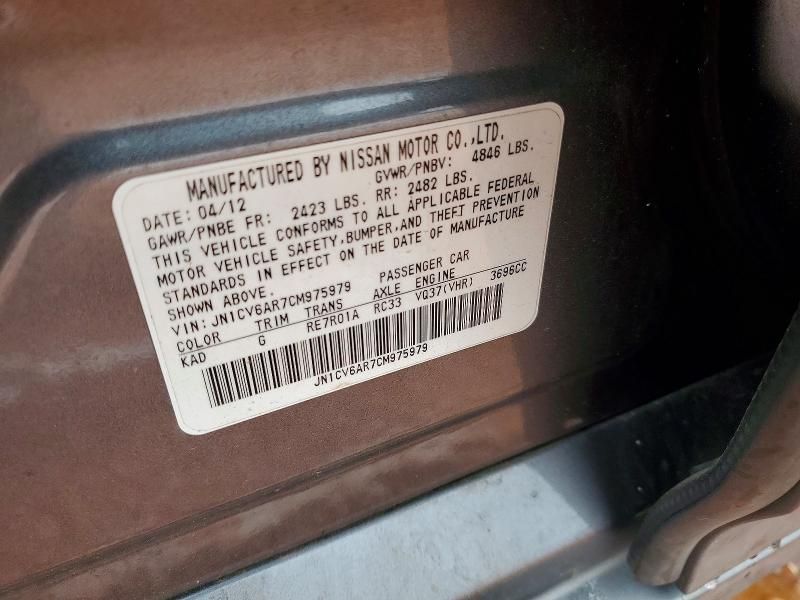 MANUFACTURED BY NISSAN MOTOR CO.,LTD.
DATE: 04/12 GVWR/PNBV: 4846 LBS.
GAWR/PNBE FR: 2423 LBS. RR: 2482 LBS.
THIS VEHICLE CONFORMS TO ALL APPLICABLE FEDERAL
MOTOR VEHICLE SAFETY,BUMPER,AND THEFT PREVENTION
STANDARDS IN EFFECT ON THE DATE OF MANUFACTURE
SHOWN ABOVE.
VIN: JN1CV6AR7CM975979 PASSENGER CAR
COLOR TRIM TRANS AXLE ENGINE 3696CC
KAD G RE7R01A RC33 VQ37(VHR)
JN1CV6AR7CM975979